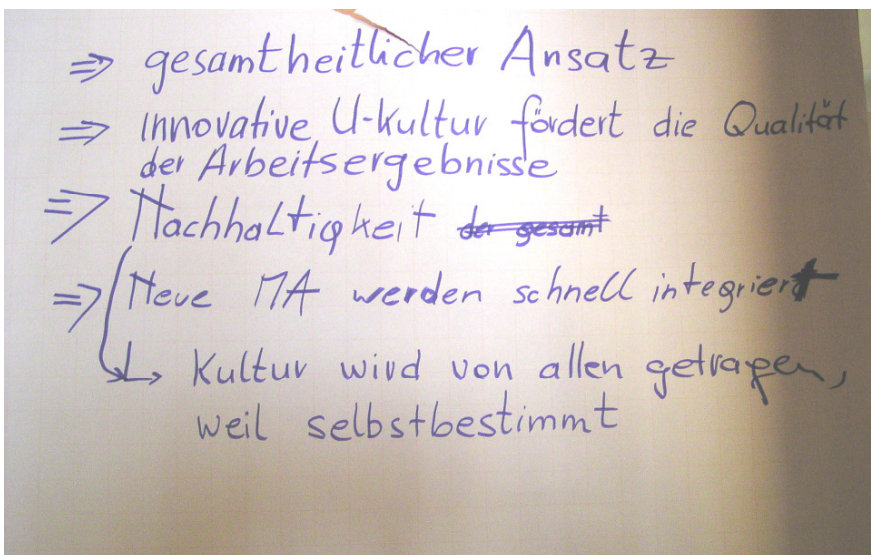 ⇒ gesamtheitlicher Ansatz
⇒ innovative U-Kultur fördert die Qualität
der Arbeitsergebnisse
⇒ Nachhaltigkeit der gesamt
⇒ Neue MA werden schnell integriert
↳ Kultur wird von allen getragen,
weil selbstbestimmt